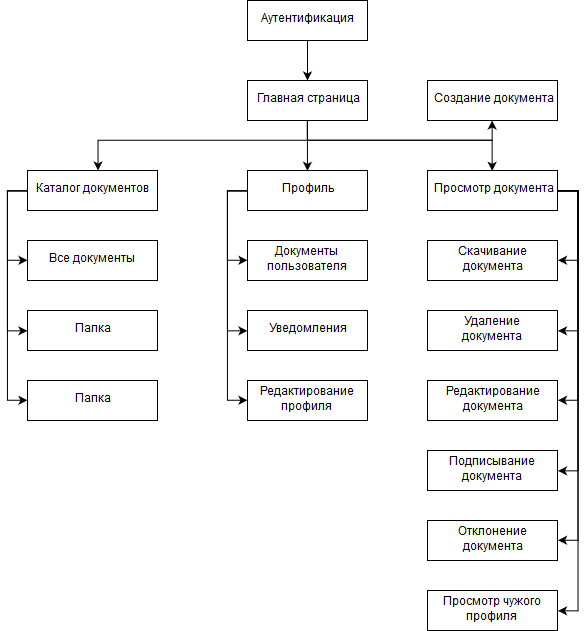 Аутентификация
Главная страница
Создание документа
Каталог документов
Профиль
Просмотр документа
Все документы
Документы
пользователя
Скачивание
документа
Папка
Уведомления
Удаление
документа
Папка
Редактирование
профиля
Редактирование
документа
Подписывание
документа
Отклонение
документа
Просмотр чужого
профиля